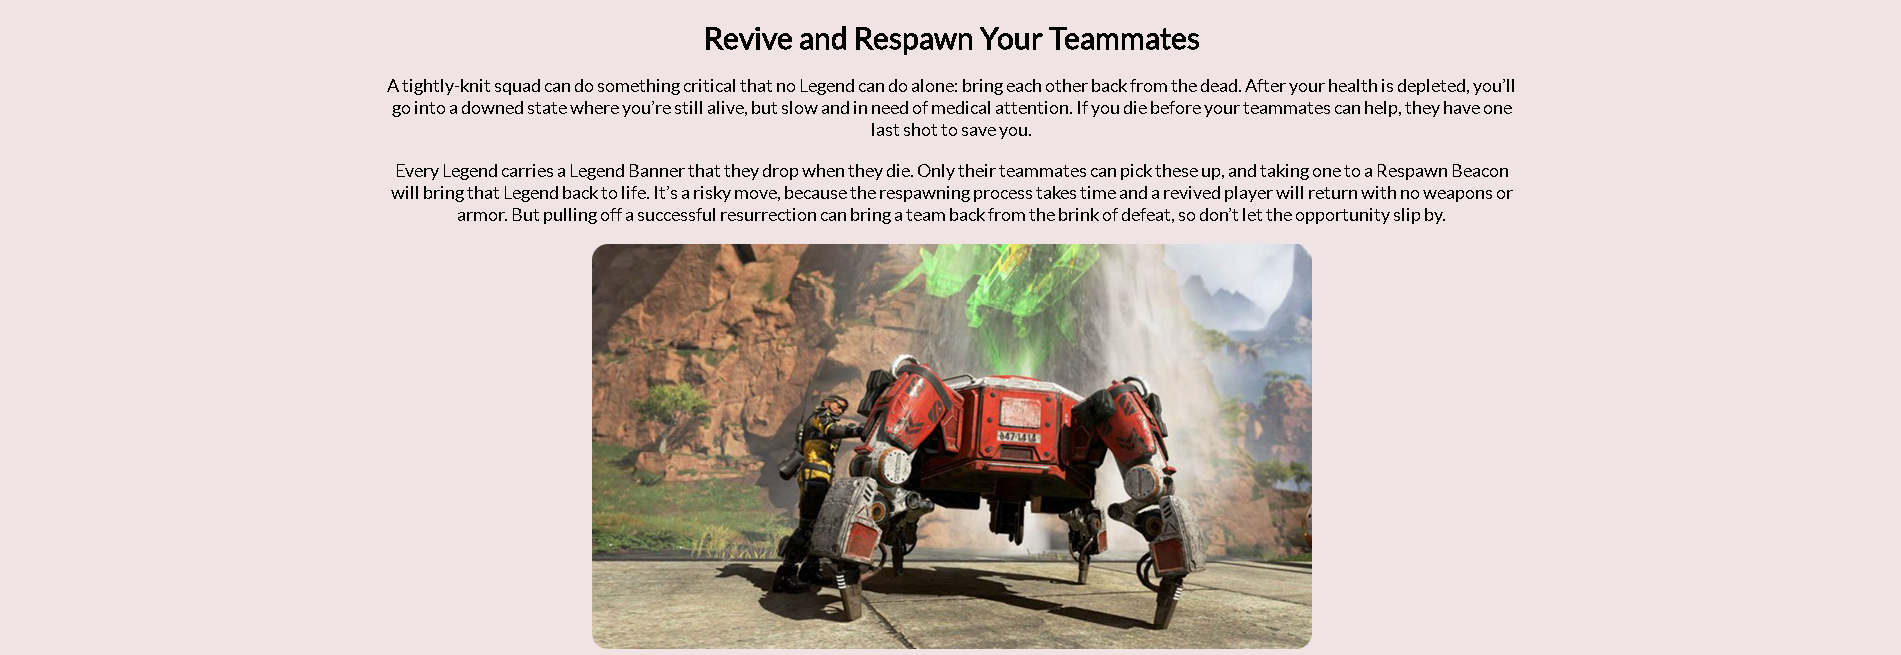 Revive and Respawn Your Teammates
A tightly-knit squad can do something critical that no Legend can do alone: bring each other back from the dead. After your health is depleted, you’ll
go into a downed state where you’re still alive, but slow and in need of medical attention. If you die before your teammates can help, they have one
last shot to save you.
Every Legend carries a Legend Banner that they drop when they die. Only their teammates can pick these up, and taking one to a Respawn Beacon
will bring that Legend back to life. It’s a risky move, because the respawning process takes time and a revived player will return with no weapons or
armor. But pulling off a successful resurrection can bring a team back from the brink of defeat, so don’t let the opportunity slip by.